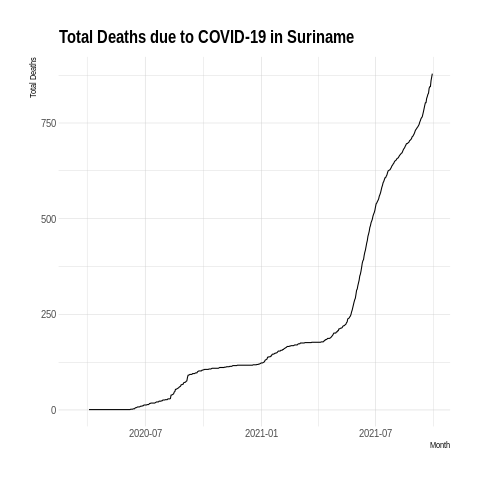 Total Deaths due to COVID-19 in Suriname
Total Deaths
750
500
250
0
2020-07
2021-01
2021-07
Month